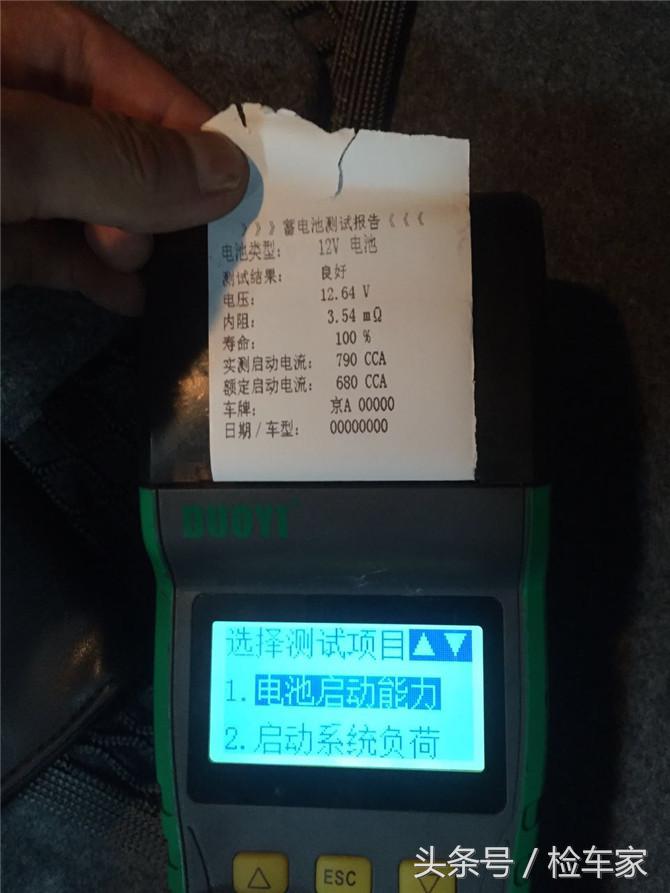 》》》蓄电池测试报告《《《
电池类型： 12V 电池
测试结果： 良好
电压： 12.64 V
内阻： 3.54 mΩ
寿命： 100 %
实测启动电流： 790 CCA
额定启动电流： 680 CCA
车牌： 京A 00000
日期/车型： 00000000
DUOYI
选择测试项目▲▼
1.电池启动能力
2.启动系统负荷
△ ESC ▽
头条号 / 检车家